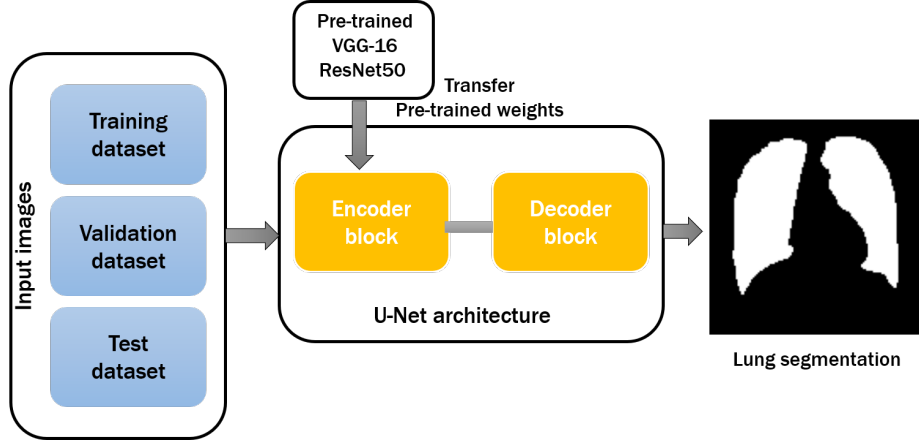 Pre-trained
VGG-16
ResNet50
Transfer
Pre-trained weights
Input images
Training
dataset
Validation
dataset
Test
dataset
Encoder
block
Decoder
block
U-Net architecture
Lung segmentation